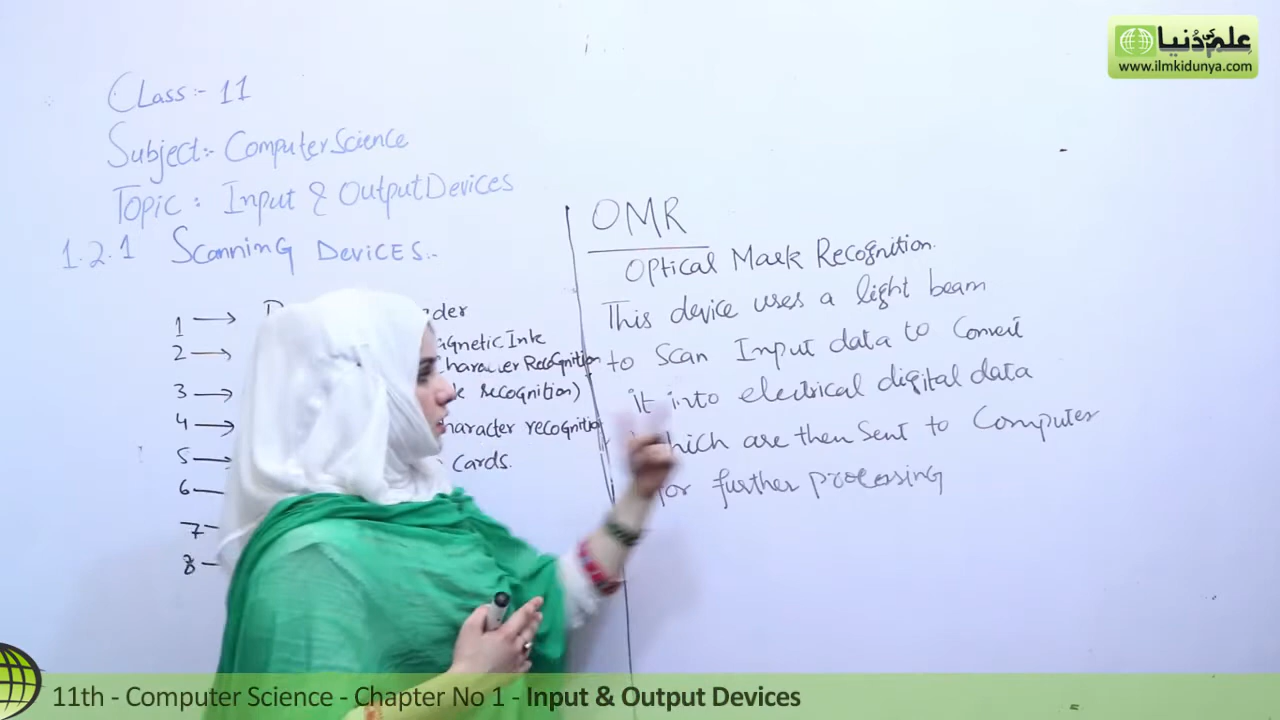 علم کی دنیا
www.ilmkidunya.com
Class:- 11
Subject:- Computer Science
Topic: Input & Output Devices
1.2.1 Scanning Devices:-
1 → der
2 → agnetic Ink
Character Recognition
3 → recognition)
4 → haracter recognition
5 → cards.
6
7
8
OMR
Optical Mark Recognition.
This device uses a light beam
to scan Input data to Convert
it into electrical digital data
which are then sent to Computer
for further processing
11th - Computer Science - Chapter No 1 - Input & Output Devices